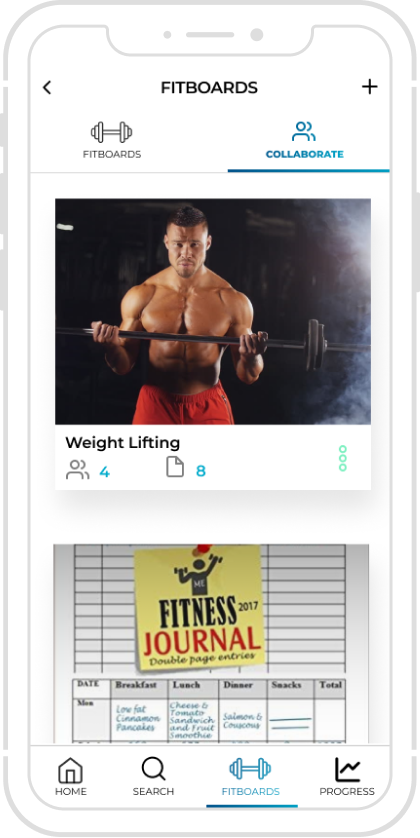 FITBOARDS
FITBOARDS
COLLABORATE
Weight Lifting
4
8
ME
FITNESS 2017
JOURNAL
Double page entries
DATE Breakfast Lunch Dinner Snacks Total
Mon
Low fat
Cinnamon
Pancakes
Cheese &
Tomato
Sandwich
and Fruit
Smoothie
Salmon &
Couscous
HOME
SEARCH
FITBOARDS
PROGRESS